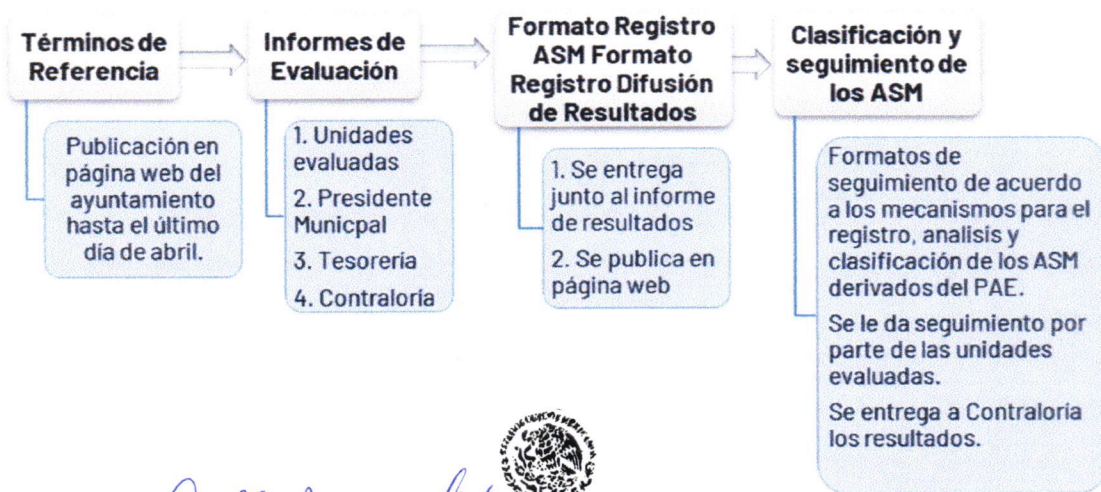 Términos de
Referencia
Publicación en
página web del
ayuntamiento
hasta el último
día de abril.
Informes de
Evaluación
1. Unidades
evaluadas
2. Presidente
Municpal
3. Tesorería
4. Contraloría
Formato Registro
ASM Formato
Registro Difusión
de Resultados
1. Se entrega
junto al informe
de resultados
2. Se publica en
página web
Clasificación y
seguimiento de
los ASM
Formatos de
seguimiento de acuerdo
a los mecanismos para el
registro, analisis y
clasificación de los ASM
derivados del PAE.
Se le da seguimiento por
parte de las unidades
evaluadas.
Se entrega a Contraloría
los resultados.